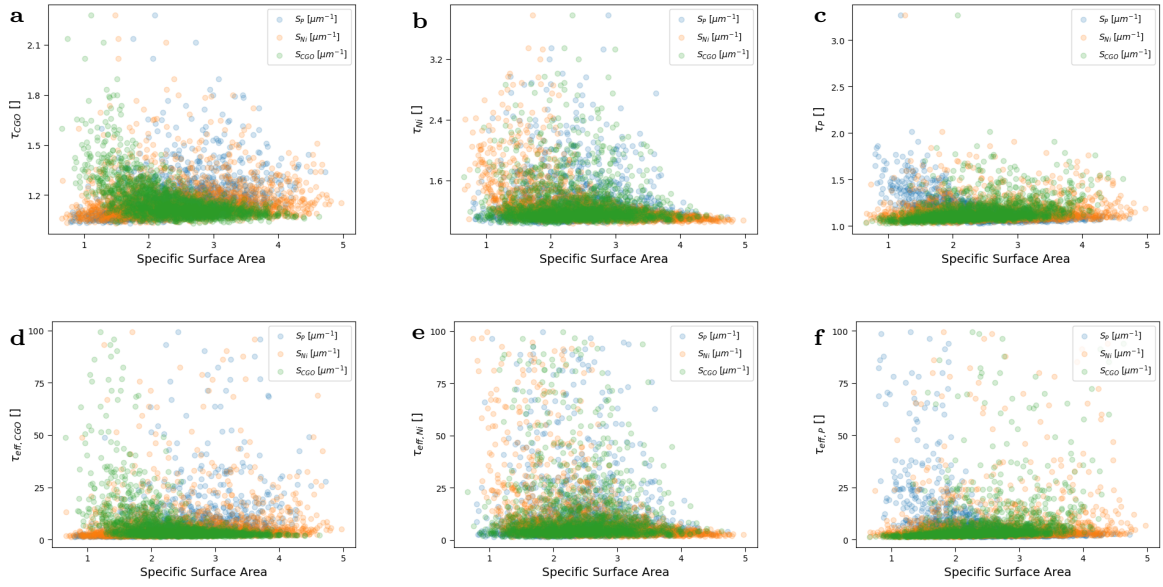 a
τ_CGO []
2.1
1.8
1.5
1.2
1
2
3
4
5
Specific Surface Area
S_P [μm⁻¹]
S_Ni [μm⁻¹]
S_CGO [μm⁻¹]
b
τ_Ni []
3.2
2.4
1.6
1
2
3
4
5
Specific Surface Area
S_P [μm⁻¹]
S_Ni [μm⁻¹]
S_CGO [μm⁻¹]
c
τ_P []
3.0
2.5
2.0
1.5
1.0
1
2
3
4
5
Specific Surface Area
S_P [μm⁻¹]
S_Ni [μm⁻¹]
S_CGO [μm⁻¹]
d
τ_eff,CGO []
100
75
50
25
0
1
2
3
4
5
Specific Surface Area
S_P [μm⁻¹]
S_Ni [μm⁻¹]
S_CGO [μm⁻¹]
e
τ_eff,Ni []
100
75
50
25
0
1
2
3
4
5
Specific Surface Area
S_P [μm⁻¹]
S_Ni [μm⁻¹]
S_CGO [μm⁻¹]
f
τ_eff,P []
100
75
50
25
0
1
2
3
4
5
Specific Surface Area
S_P [μm⁻¹]
S_Ni [μm⁻¹]
S_CGO [μm⁻¹]